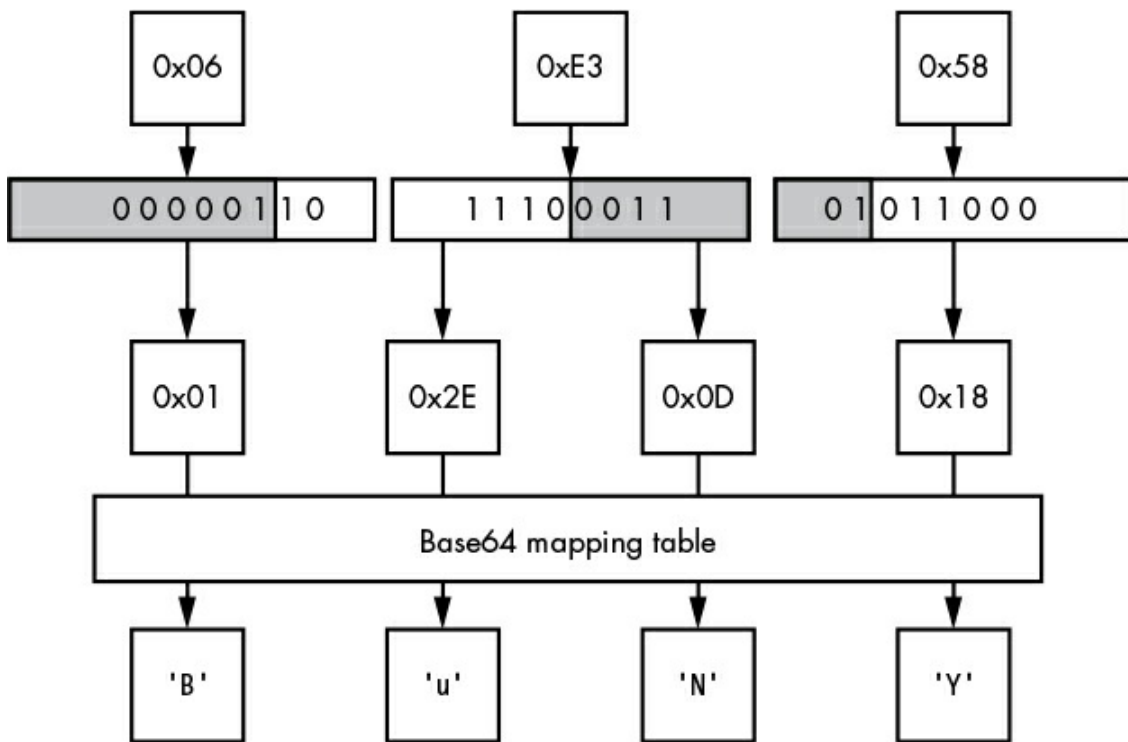 0x06 0xE3 0x58
0 0 0 0 0 1 1 0 1 1 1 0 0 0 1 1 0 1 0 1 1 0 0 0
0x01 0x2E 0x0D 0x18
Base64 mapping table
'B' 'u' 'N' 'Y'